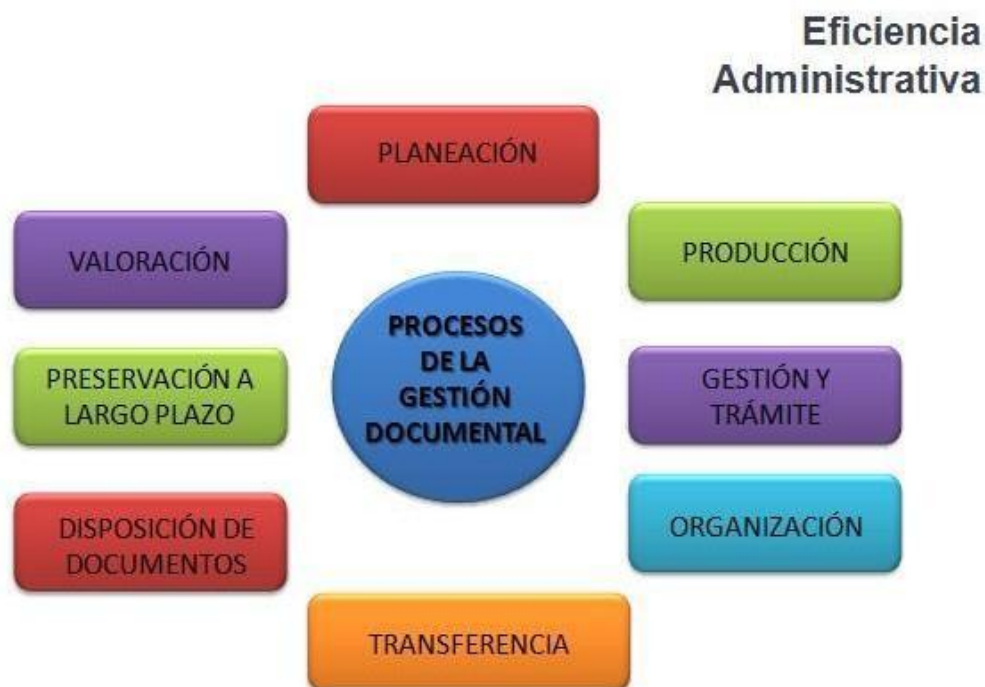 Eficiencia
Administrativa
PLANEACIÓN
PRODUCCIÓN
GESTIÓN Y
TRÁMITE
ORGANIZACIÓN
TRANSFERENCIA
DISPOSICIÓN DE
DOCUMENTOS
PRESERVACIÓN A
LARGO PLAZO
VALORACIÓN
PROCESOS
DE LA
GESTIÓN
DOCUMENTAL